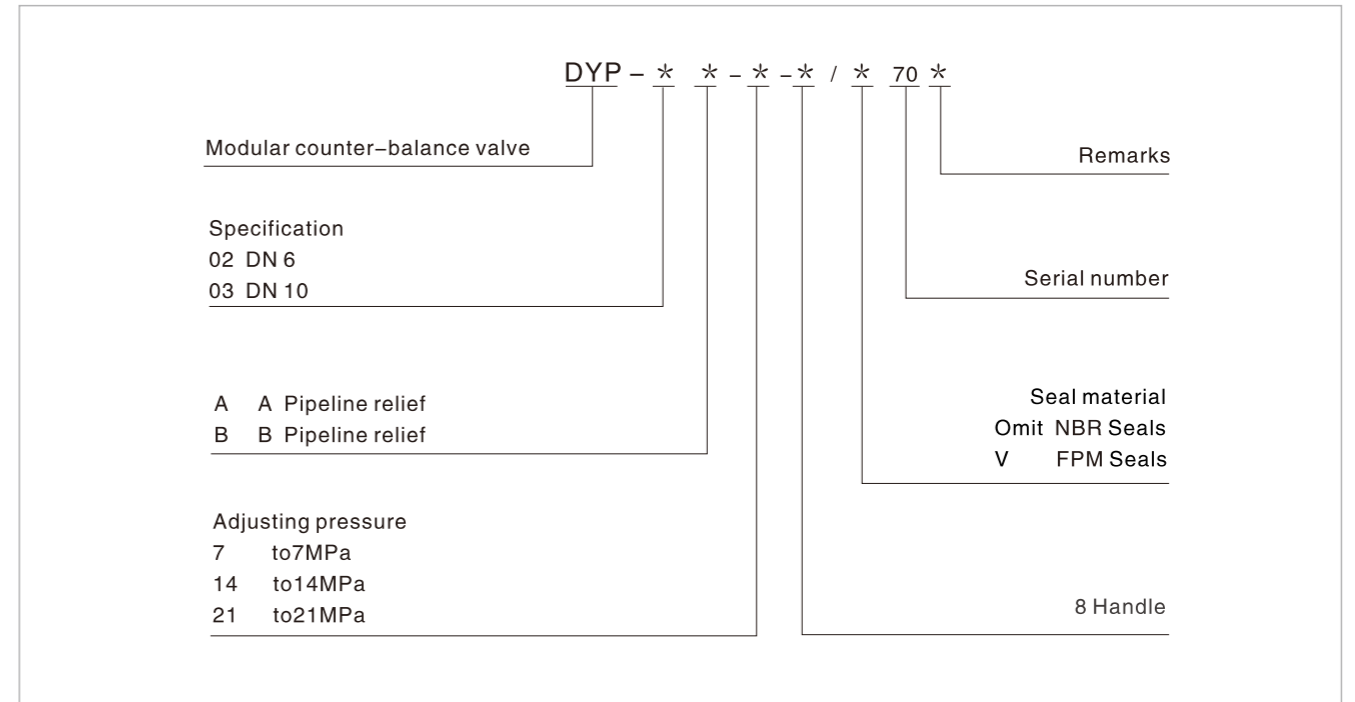 DYP – * * – * – * / * 70 *
Modular counter–balance valve
Remarks
Specification
02 DN 6
03 DN 10
Serial number
A A Pipeline relief
B B Pipeline relief
Seal material
Omit NBR Seals
V FPM Seals
Adjusting pressure
7 to7MPa
14 to14MPa
21 to21MPa
8 Handle